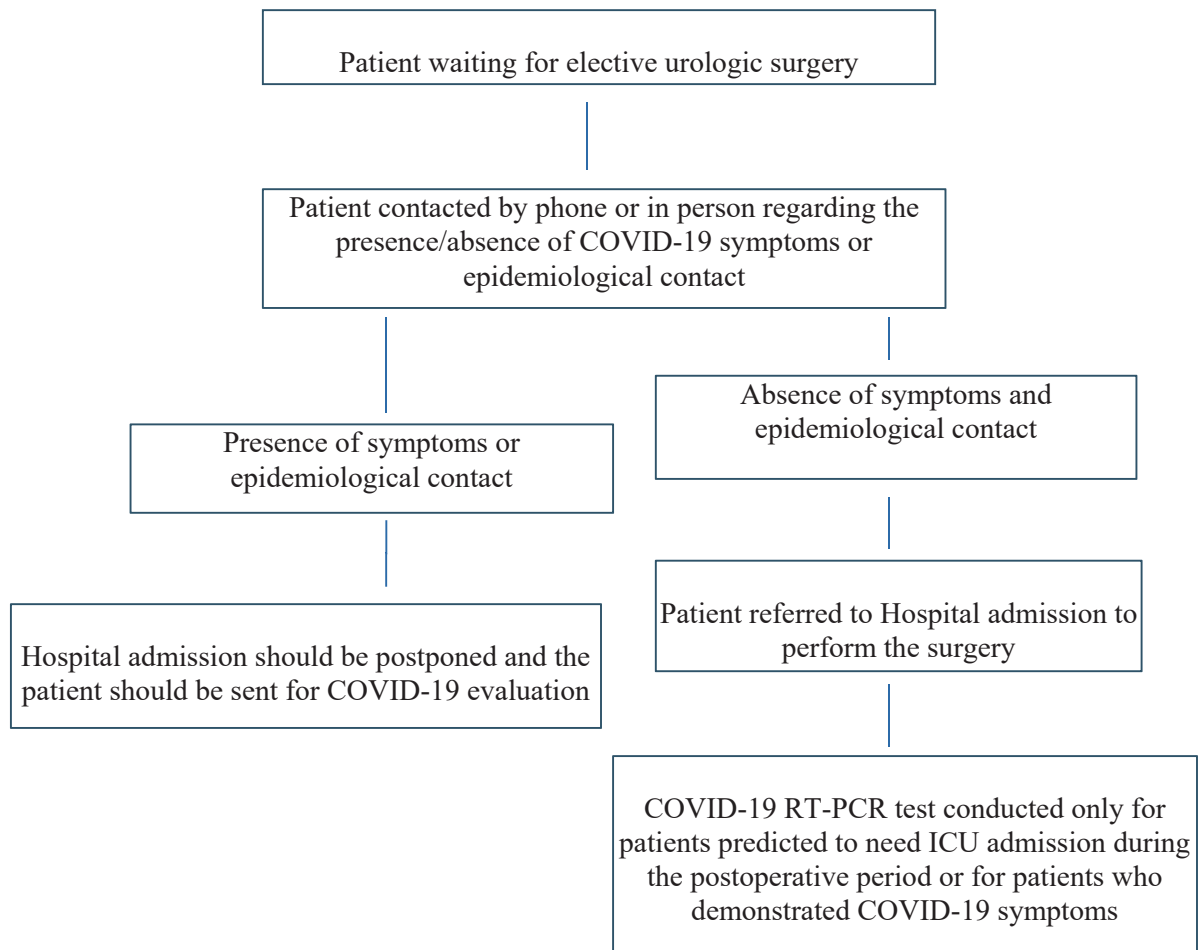 Patient waiting for elective urologic surgery
Patient contacted by phone or in person regarding the
presence/absence of COVID-19 symptoms or
epidemiological contact
Presence of symptoms or
epidemiological contact
Absence of symptoms and
epidemiological contact
Hospital admission should be postponed and the
patient should be sent for COVID-19 evaluation
Patient referred to Hospital admission to
perform the surgery
COVID-19 RT-PCR test conducted only for
patients predicted to need ICU admission during
the postoperative period or for patients who
demonstrated COVID-19 symptoms